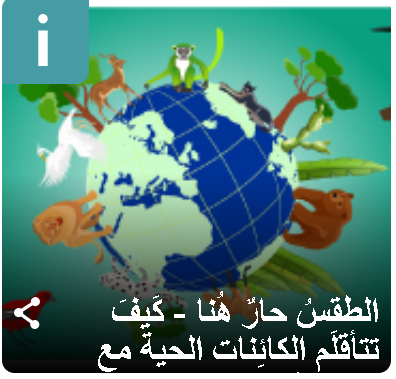 i
الطقسُ حارٌ هُنا - كَيفَ
تتأقلَم الكائِنات الحية مع